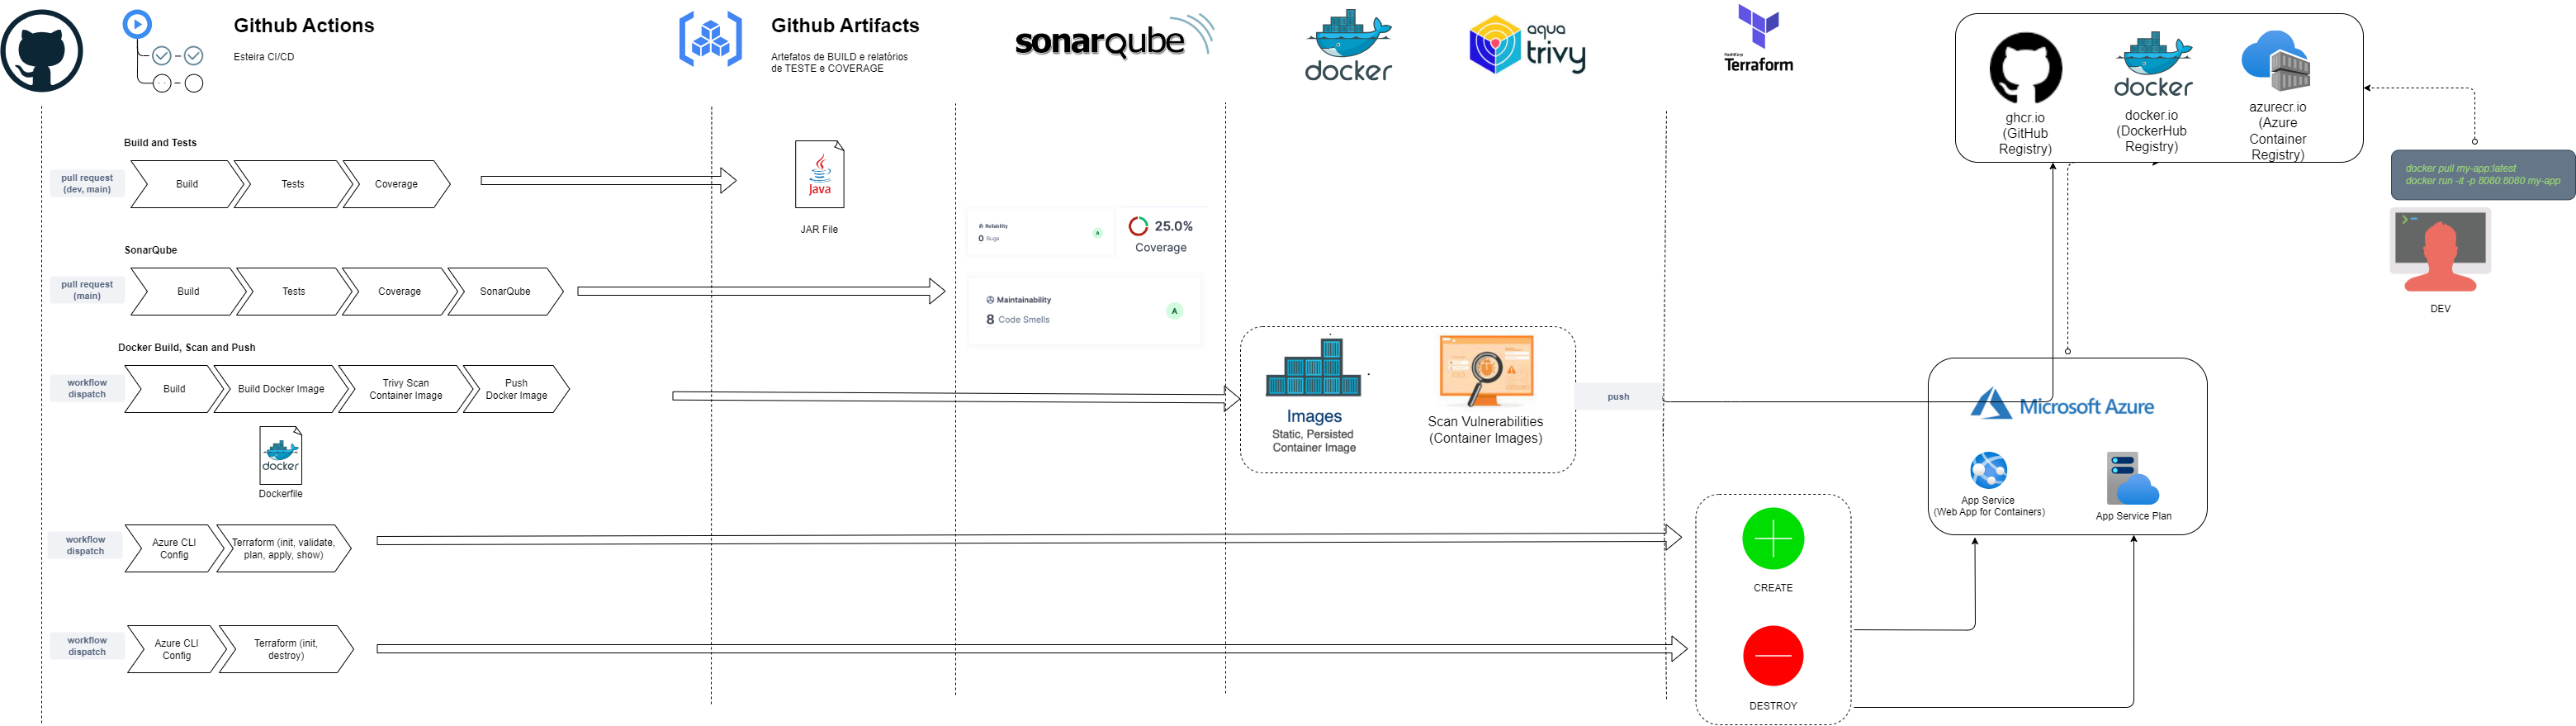 Github Actions
Esteira CI/CD
Github Artifacts
Artefatos de BUILD e relatórios
de TESTE e COVERAGE
sonarqube
docker
aqua
trivy
HashiCorp
Terraform
ghcr.io
(GitHub
Registry)
docker
docker.io
(DockerHub
Registry)
azurecr.io
(Azure
Container
Registry)
docker pull my-app:latest
docker run -it -p 8080:8080 my-app
DEV
Build and Tests
pull request
(dev, main)
Build
Tests
Coverage
Java
JAR File
Reliability
0 Bugs
A
25.0%
Coverage
SonarQube
pull request
(main)
Build
Tests
Coverage
SonarQube
Maintainability
8 Code Smells
A
Docker Build, Scan and Push
workflow
dispatch
Build
Build Docker Image
Trivy Scan
Container Image
Push
Docker Image
docker
Dockerfile
Images
Static, Persisted
Container Image
Scan Vulnerabilities
(Container Images)
push
Microsoft Azure
App Service
(Web App for Containers)
App Service Plan
workflow
dispatch
Azure CLI
Config
Terraform (init, validate,
plan, apply, show)
CREATE
workflow
dispatch
Azure CLI
Config
Terraform (init,
destroy)
DESTROY